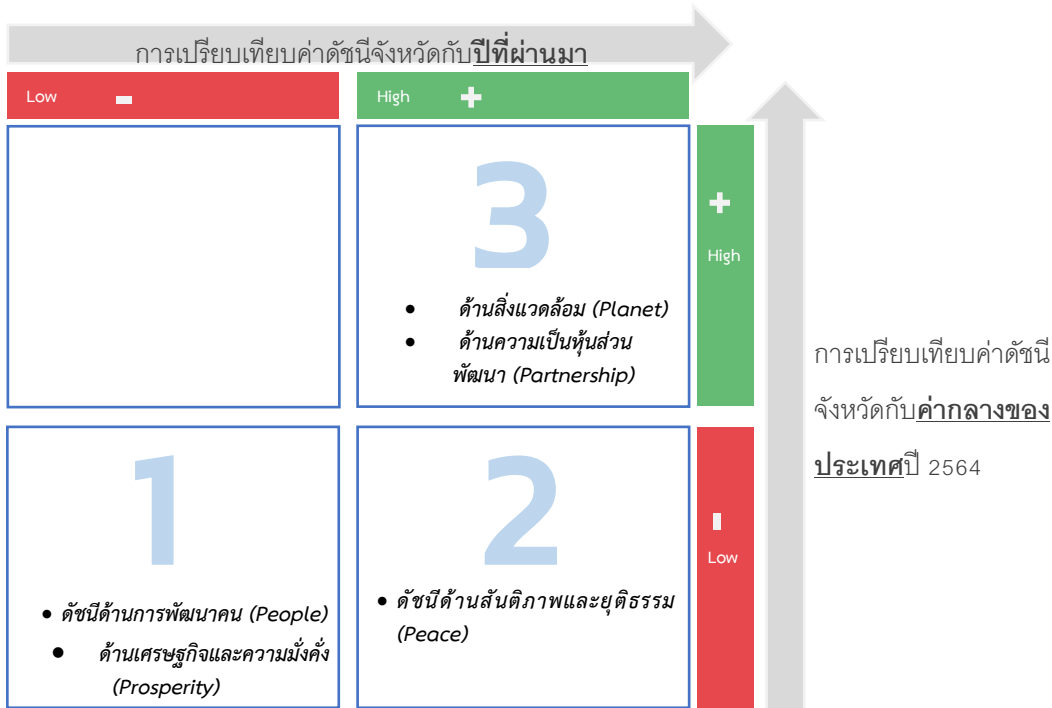 การเปรียบเทียบค่าดัชนีจังหวัดกับปีที่ผ่านมา
Low -
High +
3
• ด้านสิ่งแวดล้อม (Planet)
• ด้านความเป็นหุ้นส่วน
พัฒนา (Partnership)
+
High
การเปรียบเทียบค่าดัชนี
จังหวัดกับค่ากลางของ
ประเทศปี 2564
1
• ดัชนีด้านการพัฒนาคน (People)
• ด้านเศรษฐกิจและความมั่งคั่ง
(Prosperity)
2
• ดัชนีด้านสันติภาพและยุติธรรม
(Peace)
-
Low